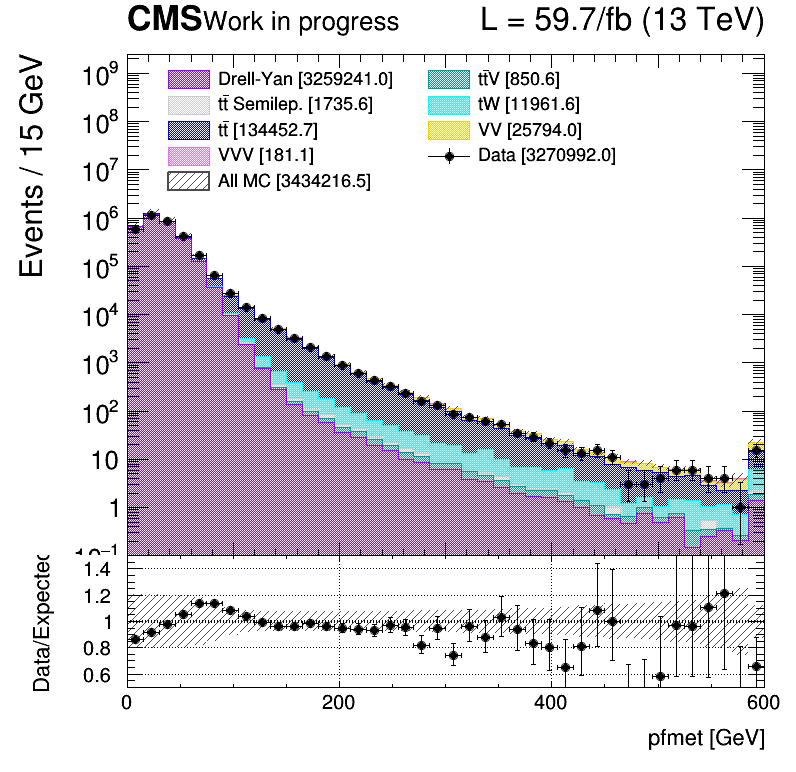 CMS Work in progress L = 59.7/fb (13 TeV)
Events / 15 GeV
Drell-Yan [3259241.0]
tt̄ Semilep. [1735.6]
tt̄ [134452.7]
VVV [181.1]
All MC [3434216.5]
tt̄V [850.6]
tW [11961.6]
VV [25794.0]
Data [3270992.0]
10⁹
10⁸
10⁷
10⁶
10⁵
10⁴
10³
10²
10
1
10⁻¹
Data/Expected
1.4
1.2
1
0.8
0.6
0 200 400 600
pfmet [GeV]